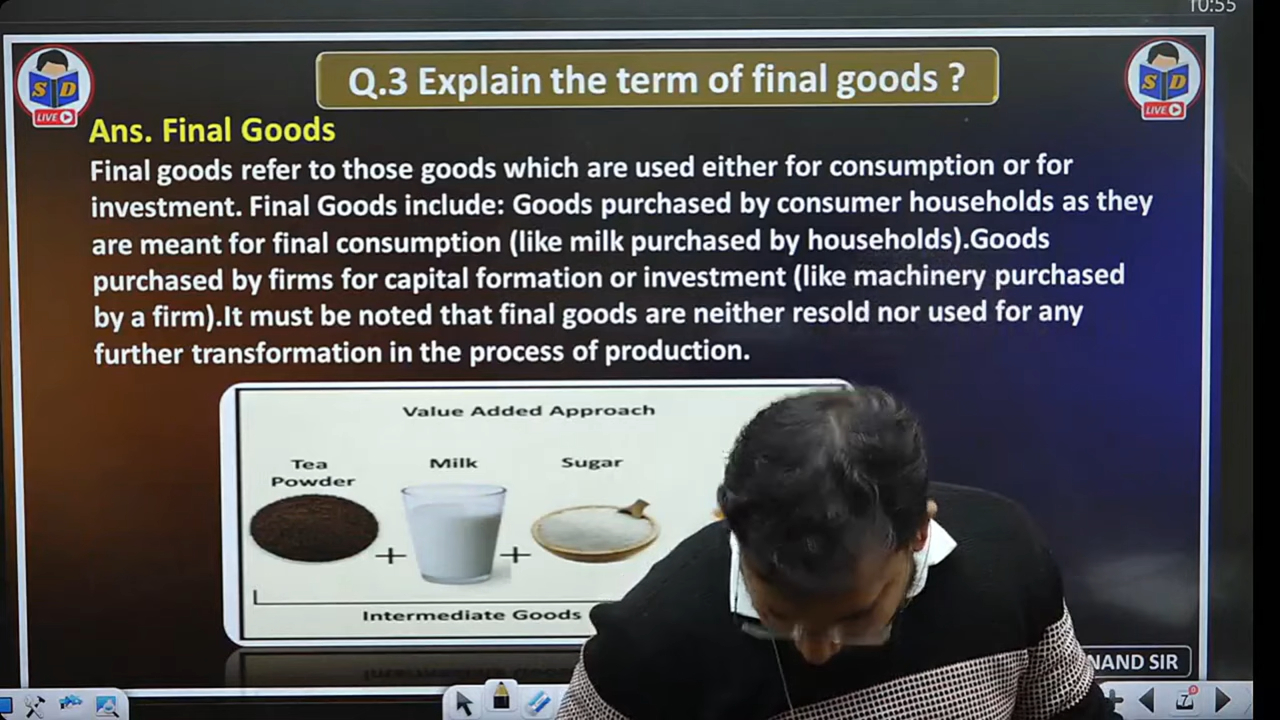 10:55
Q.3 Explain the term of final goods ?
S D
LIVE
S D
LIVE
Ans. Final Goods
Final goods refer to those goods which are used either for consumption or for
investment. Final Goods include: Goods purchased by consumer households as they
are meant for final consumption (like milk purchased by households).Goods
purchased by firms for capital formation or investment (like machinery purchased
by a firm).It must be noted that final goods are neither resold nor used for any
further transformation in the process of production.
Value Added Approach
Tea Milk Sugar
Powder
+ +
Intermediate Goods
NAND SIR
7